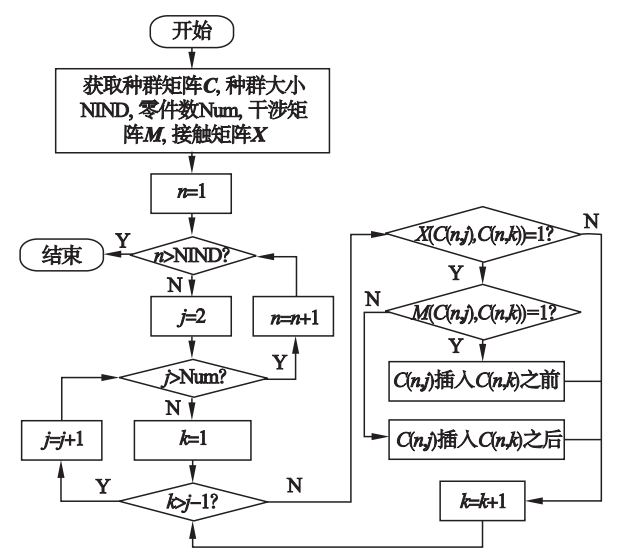 开始
获取种群矩阵C, 种群大小
NIND, 零件数Num, 干涉矩
阵M, 接触矩阵X
n=1
n>NIND?
Y
结束
N
j=2
n=n+1
j>Num?
Y
N
k=1
j=j+1
k>j−1?
Y
N
X(C(n,j),C(n,k))=1?
N
Y
M(C(n,j),C(n,k))=1?
N
Y
C(n,j)插入C(n,k)之前
C(n,j)插入C(n,k)之后
k=k+1